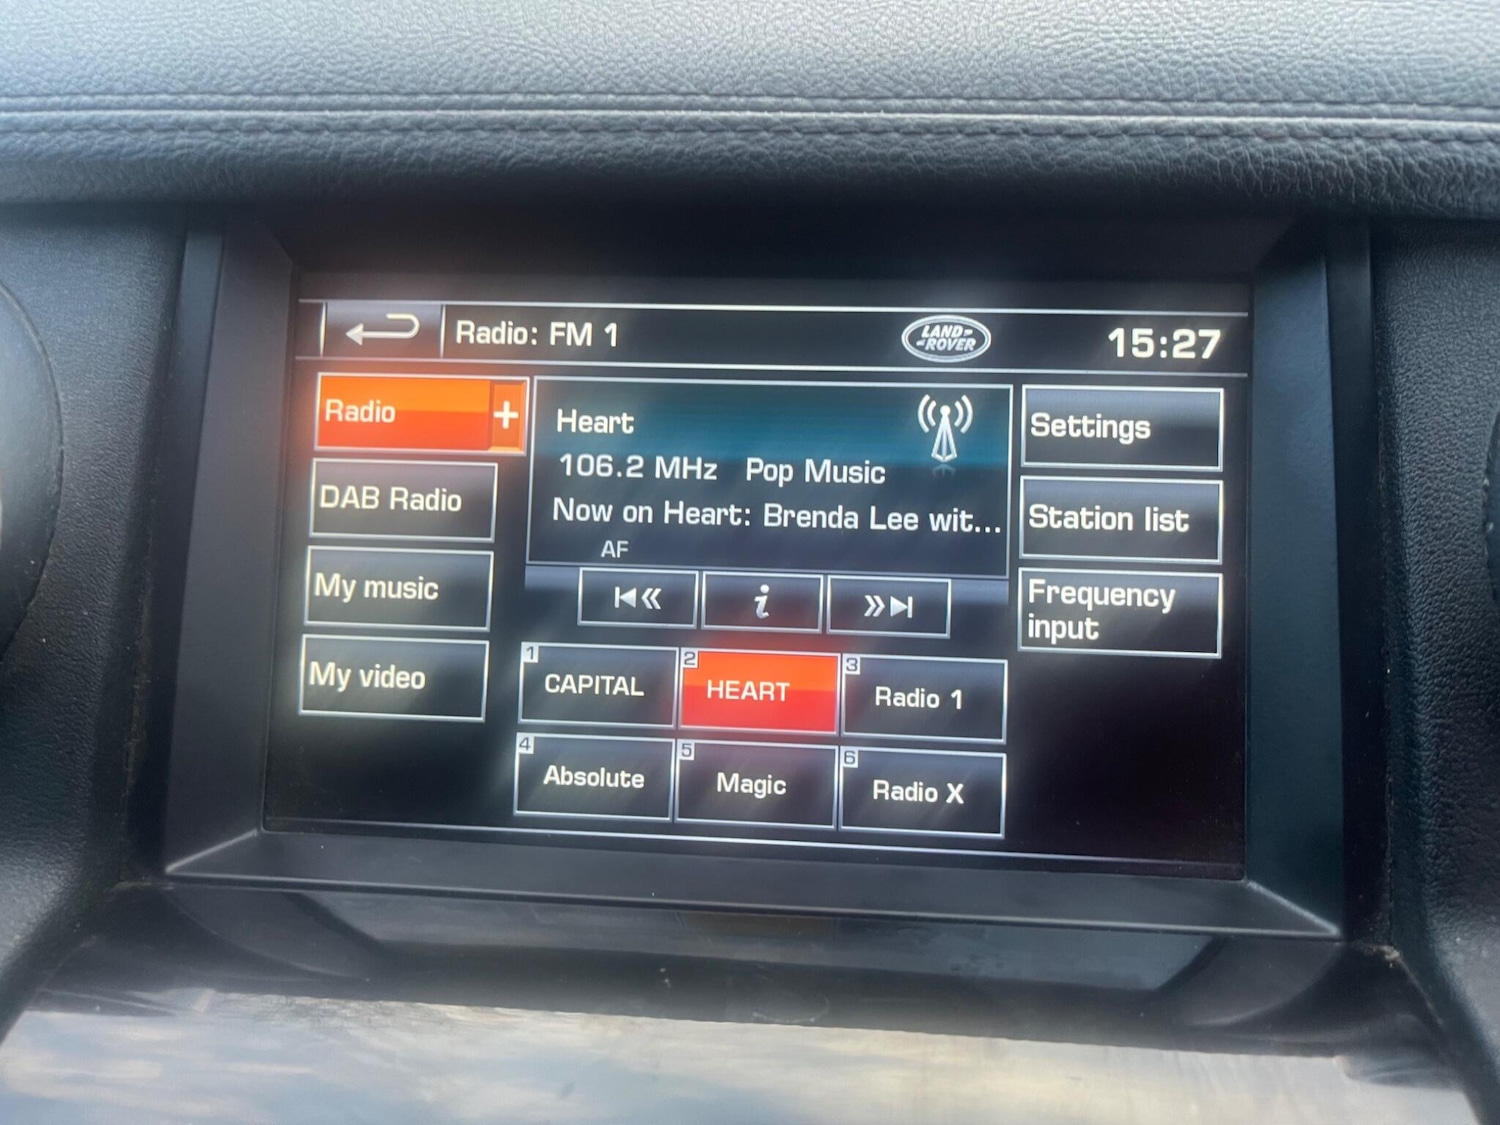 Radio: FM 1
LAND-
-ROVER
15:27
Radio +
DAB Radio
My music
My video
Heart
106.2 MHz Pop Music
Now on Heart: Brenda Lee wit...
AF
i
Settings
Station list
Frequency
input
1 CAPITAL
2 HEART
3 Radio 1
4 Absolute
5 Magic
6 Radio X